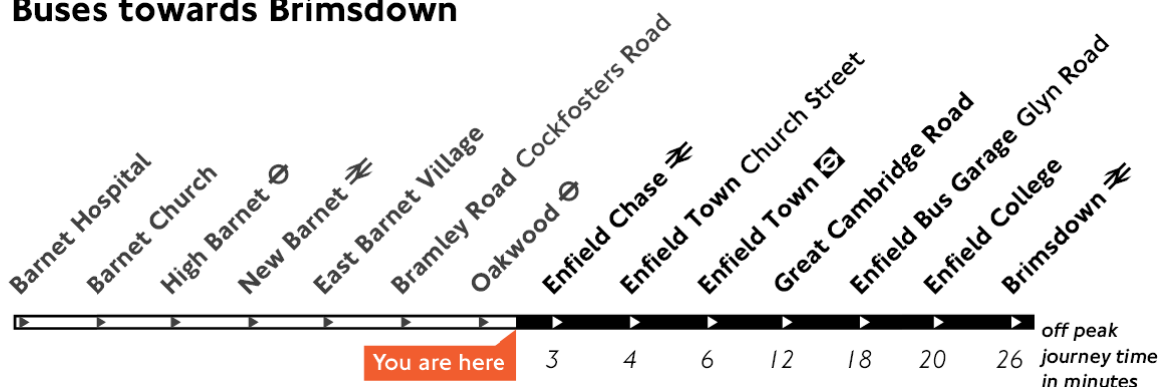 Buses towards Brimsdown
Barnet Hospital
Barnet Church
High Barnet
New Barnet
East Barnet Village
Bramley Road Cockfosters Road
Oakwood
Enfield Chase
Enfield Town Church Street
Enfield Town
Great Cambridge Road
Enfield Bus Garage Glyn Road
Enfield College
Brimsdown
You are here
3 4 6 12 18 20 26
off peak
journey time
in minutes